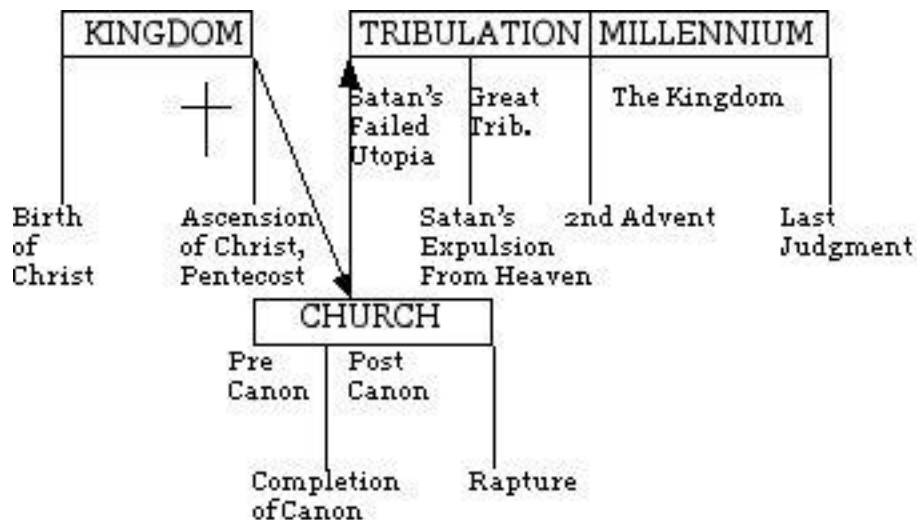 KINGDOM
TRIBULATION
MILLENNIUM
Satan's
Failed
Utopia
Great
Trib.
The Kingdom
Birth
of
Christ
Ascension
of Christ,
Pentecost
Satan's
Expulsion
From Heaven
2nd Advent
Last
Judgment
CHURCH
Pre
Canon
Post
Canon
Completion
of Canon
Rapture